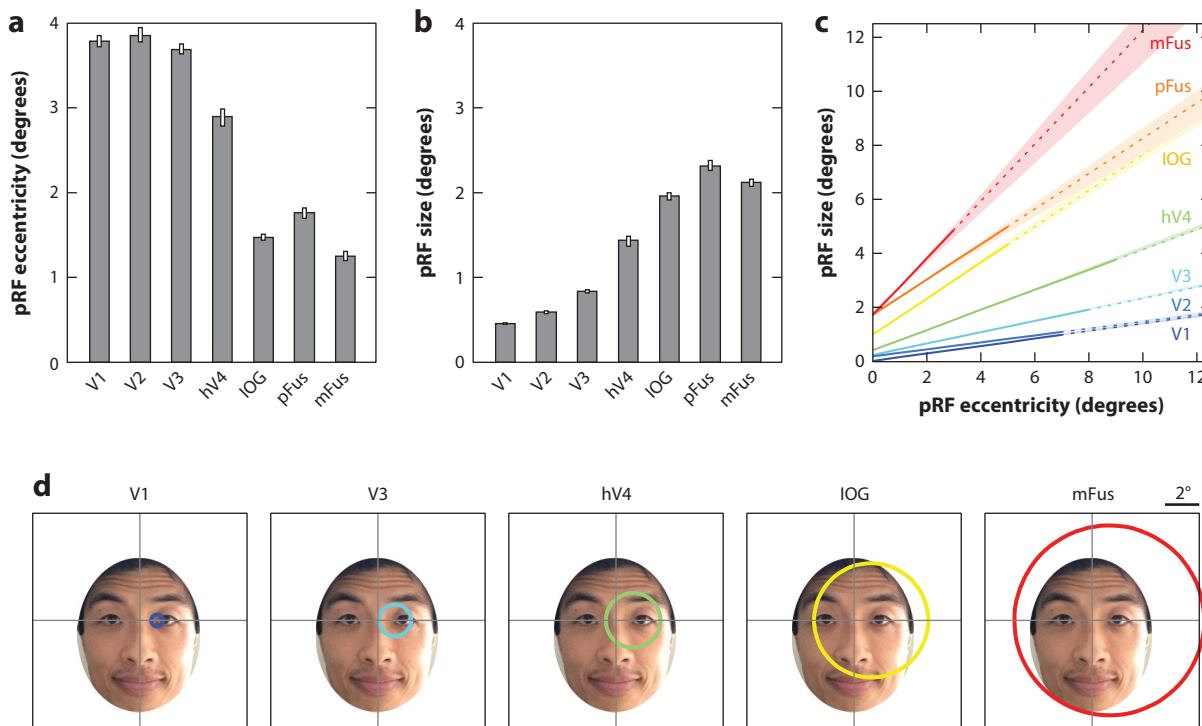 a
pRF eccentricity (degrees)
4
3
2
1
0
V1
V2
V3
hV4
IOG
pFus
mFus
b
pRF size (degrees)
4
3
2
1
0
V1
V2
V3
hV4
IOG
pFus
mFus
c
pRF size (degrees)
12
10
8
6
4
2
0
mFus
pFus
IOG
hV4
V3
V2
V1
0
2
4
6
8
10
12
pRF eccentricity (degrees)
d
V1
V3
hV4
IOG
mFus
2°